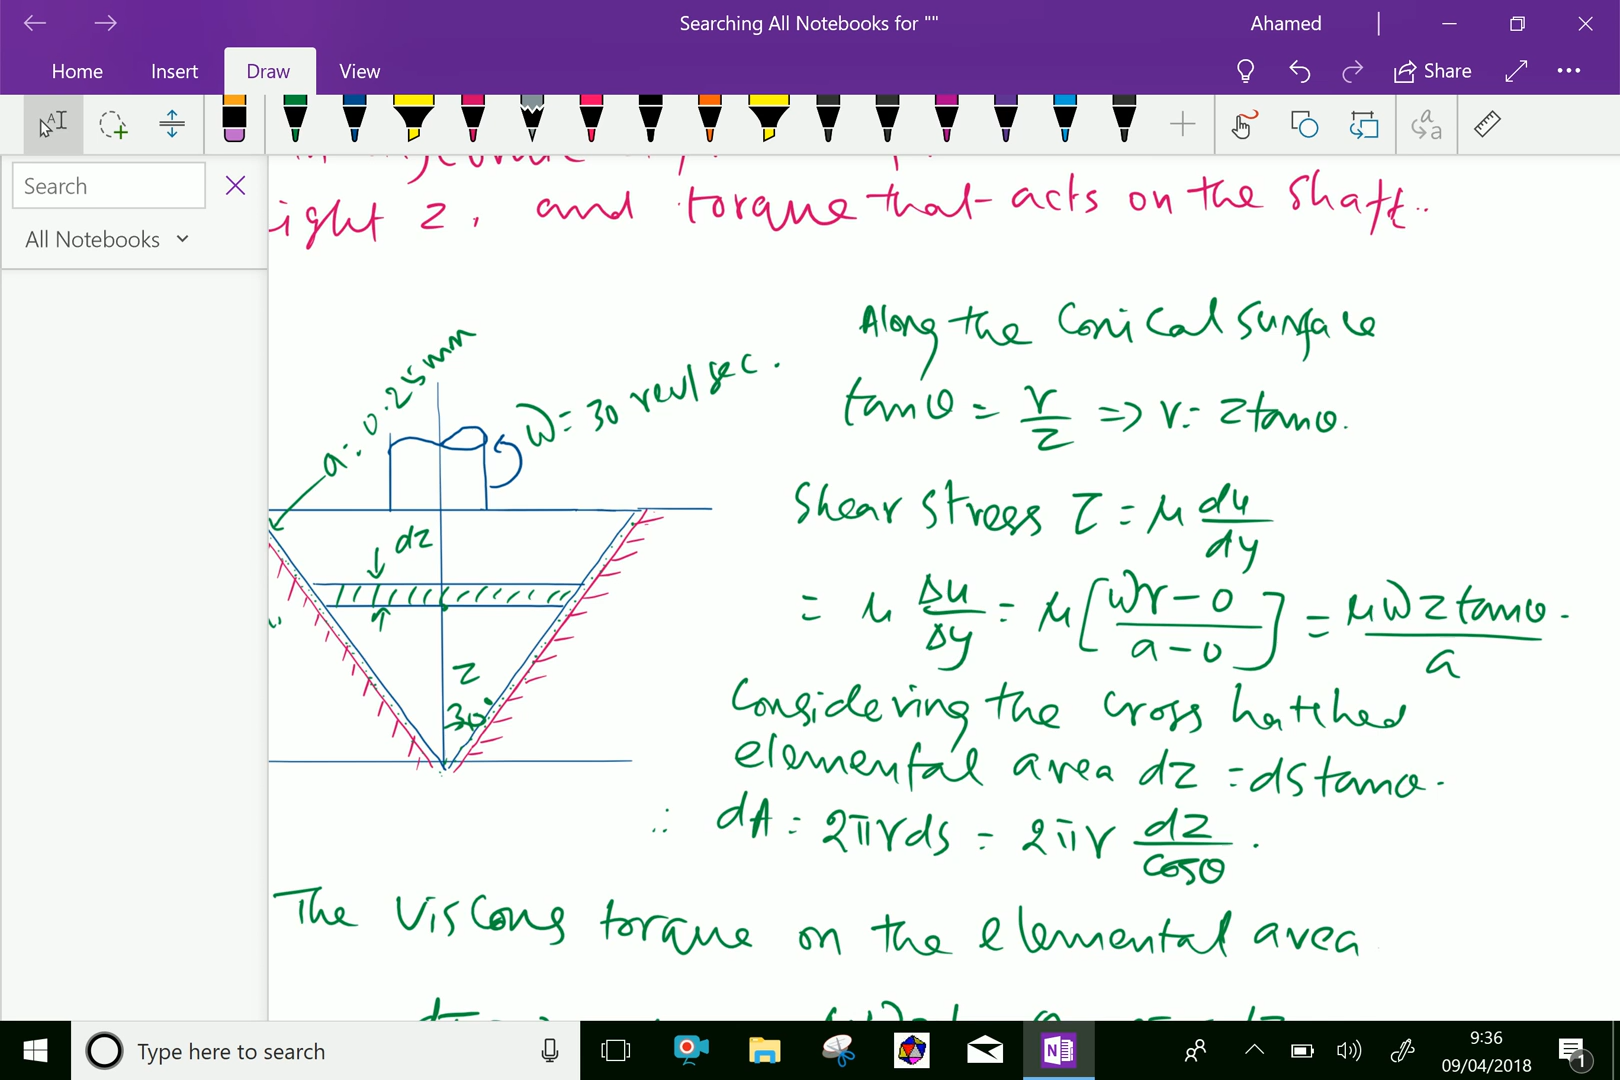 Searching All Notebooks for ""
Ahamed
Home
Insert
Draw
View
Share
Search
All Notebooks
ight z, and torque that acts on the shaft..
a = 0.25mm
ω = 30 rev/sec.
dz
z
30°
Along the Conical Surface
tanθ = r/z => r = z tanθ.
Shear Stress τ = μ du/dy
= μ Δu/Δy = μ [ (ωr - 0)/(a - 0) ] = μωz tanθ/a.
Considering the cross hatched
elemental area dz = ds tanθ.
∴ dA = 2πrds = 2πr dz/cosθ.
The Viscous torque on the elemental area
Type here to search
9:36
09/04/2018
1